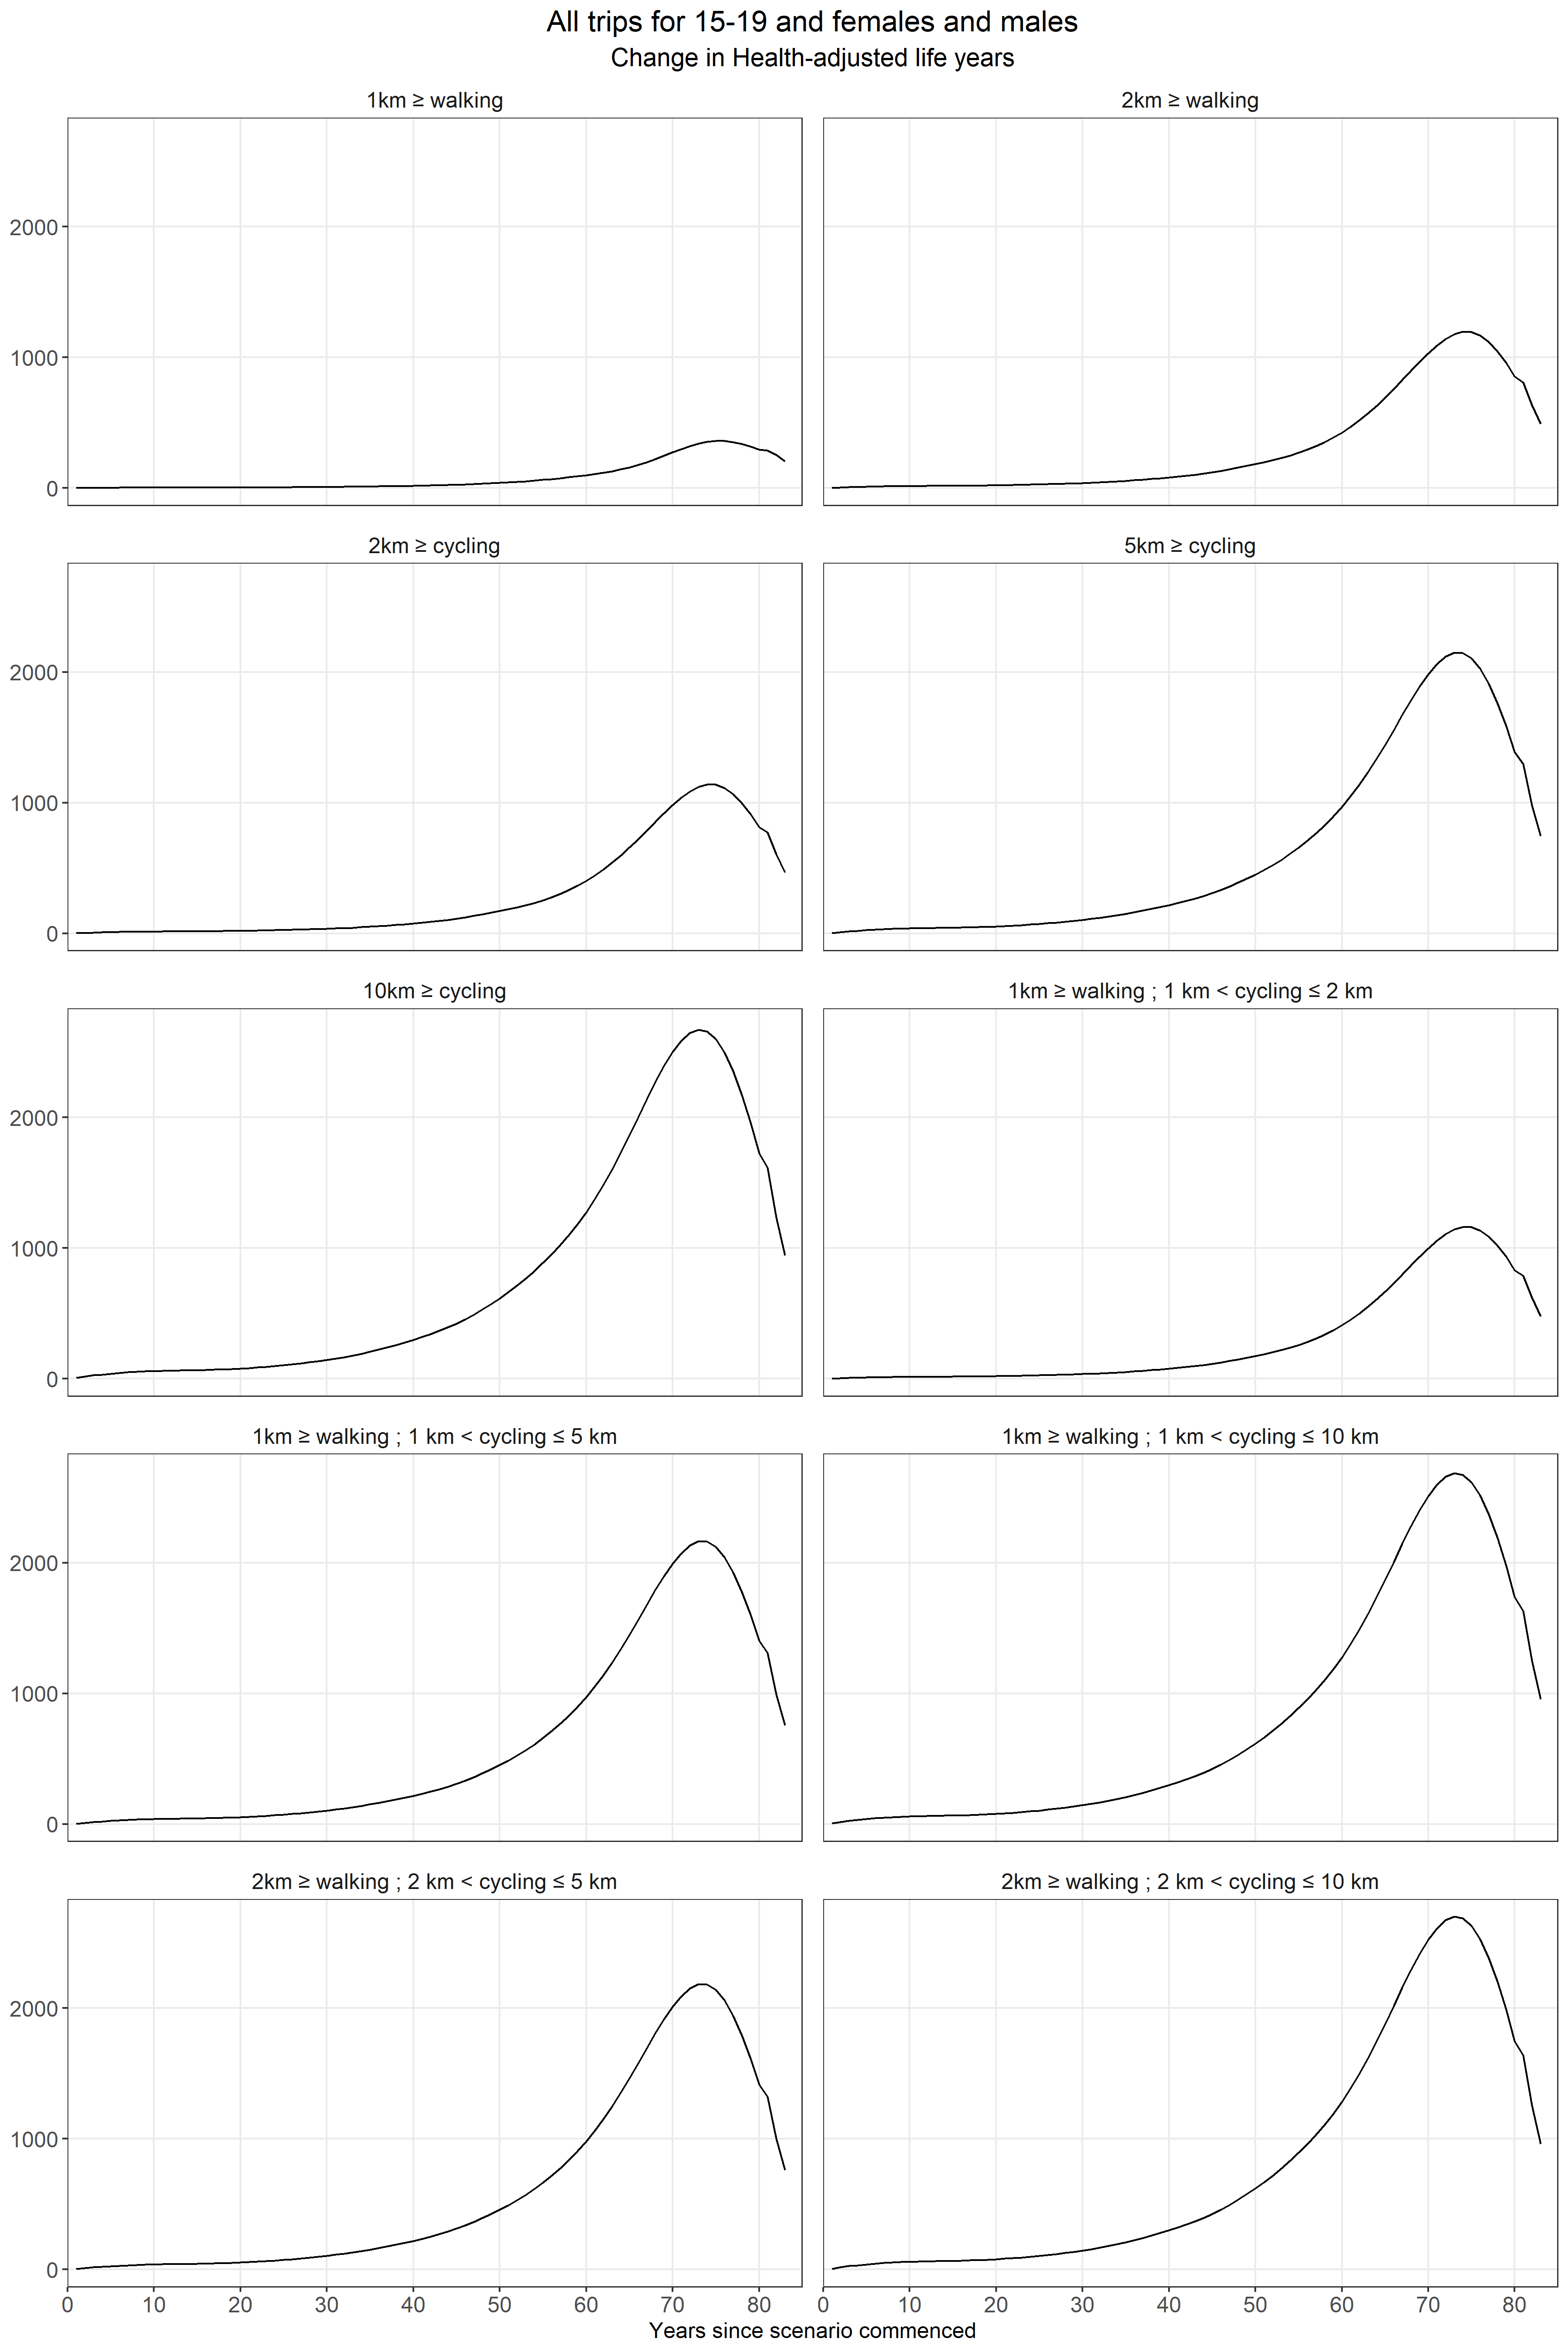 All trips for 15-19 and females and males
Change in Health-adjusted life years
1km ≥ walking
2km ≥ walking
2000
1000
0
2km ≥ cycling
5km ≥ cycling
2000
1000
0
10km ≥ cycling
1km ≥ walking ; 1 km < cycling ≤ 2 km
2000
1000
0
1km ≥ walking ; 1 km < cycling ≤ 5 km
1km ≥ walking ; 1 km < cycling ≤ 10 km
2000
1000
0
2km ≥ walking ; 2 km < cycling ≤ 5 km
2km ≥ walking ; 2 km < cycling ≤ 10 km
2000
1000
0
0 10 20 30 40 50 60 70 80 0 10 20 30 40 50 60 70 80
Years since scenario commenced